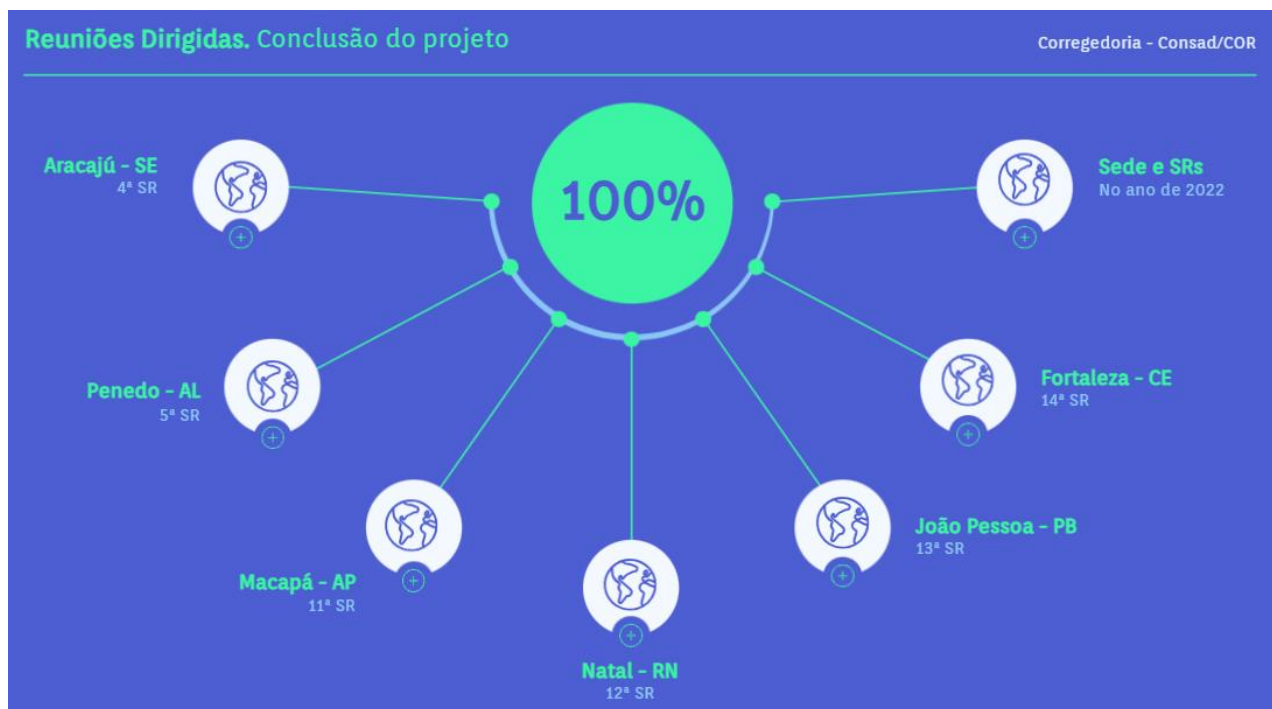 Reuniões Dirigidas. Conclusão do projeto
Corregedoria - Consad/COR
100%
Aracajú - SE
4ª SR
Penedo - AL
5ª SR
Macapá - AP
11ª SR
Natal - RN
12ª SR
João Pessoa - PB
13ª SR
Fortaleza - CE
14ª SR
Sede e SRs
No ano de 2022